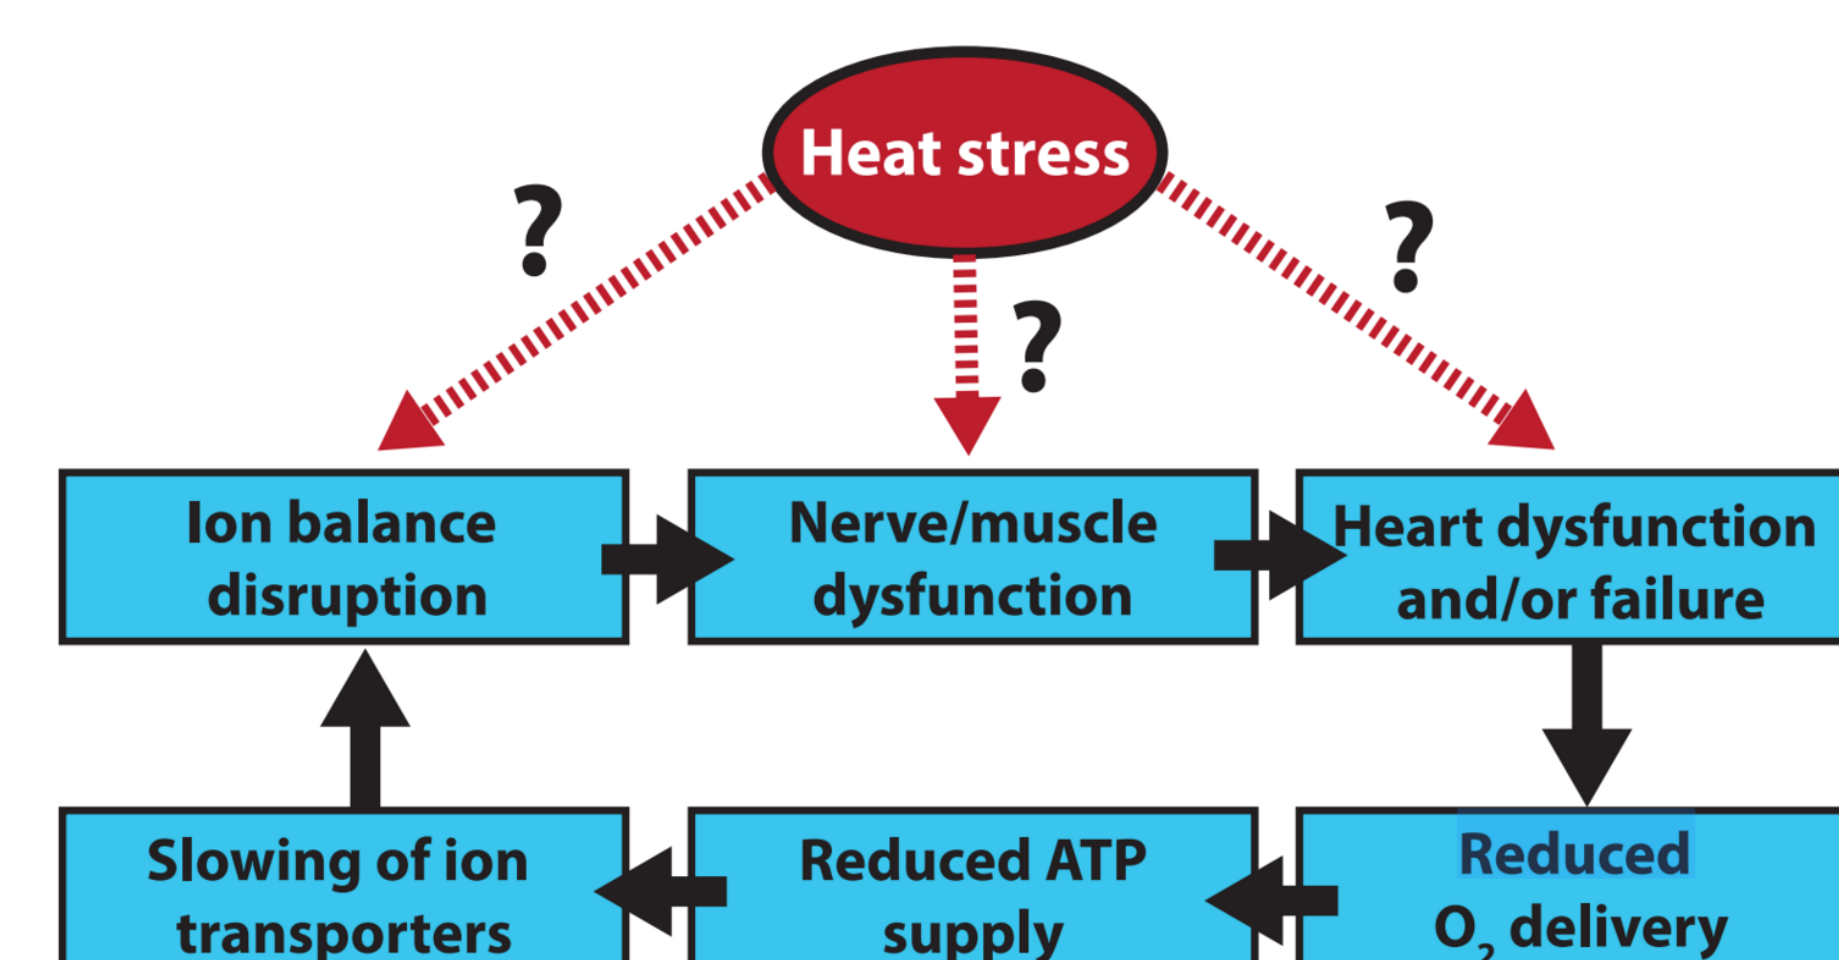 Heat stress
?
?
?
Ion balance
disruption
Nerve/muscle
dysfunction
Heart dysfunction
and/or failure
Slowing of ion
transporters
Reduced ATP
supply
Reduced
O₂ delivery